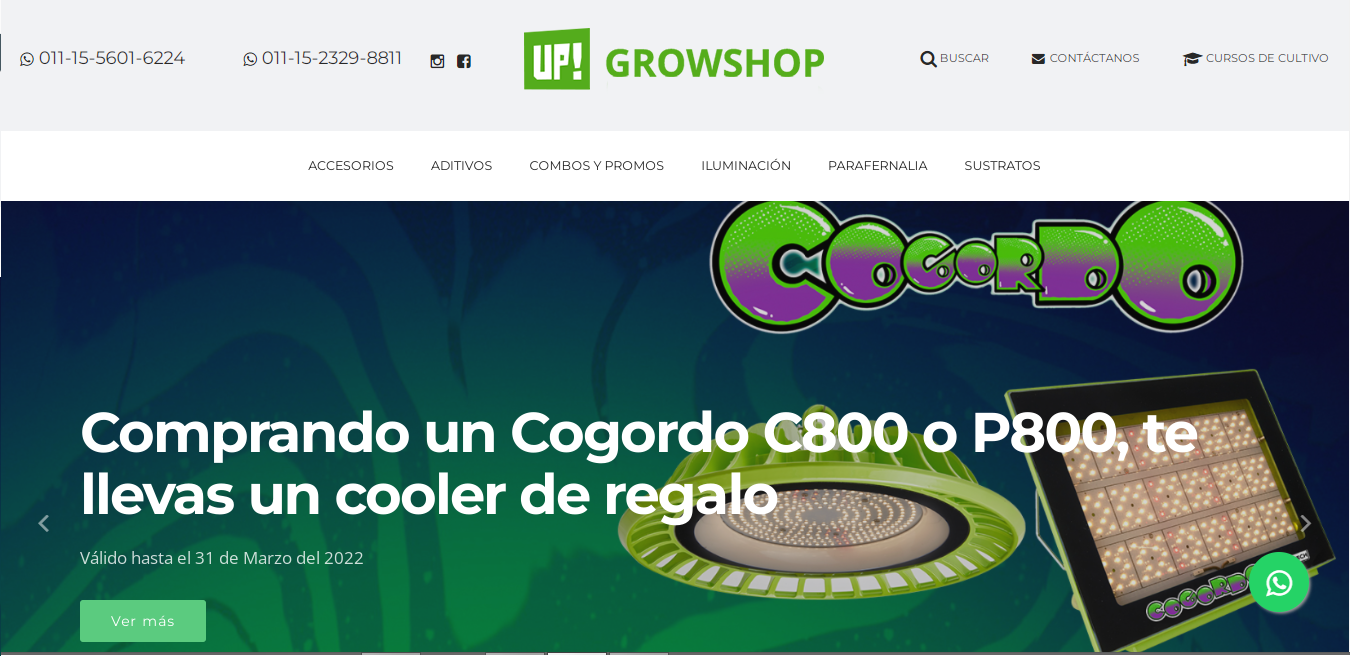 011-15-5601-6224
011-15-2329-8811
UP! GROWSHOP
BUSCAR
CONTÁCTANOS
CURSOS DE CULTIVO
ACCESORIOS
ADITIVOS
COMBOS Y PROMOS
ILUMINACIÓN
PARAFERNALIA
SUSTRATOS
COGORDO
Comprando un Cogordo C800 o P800, te
llevas un cooler de regalo
Válido hasta el 31 de Marzo del 2022
COGORDO
Ver más